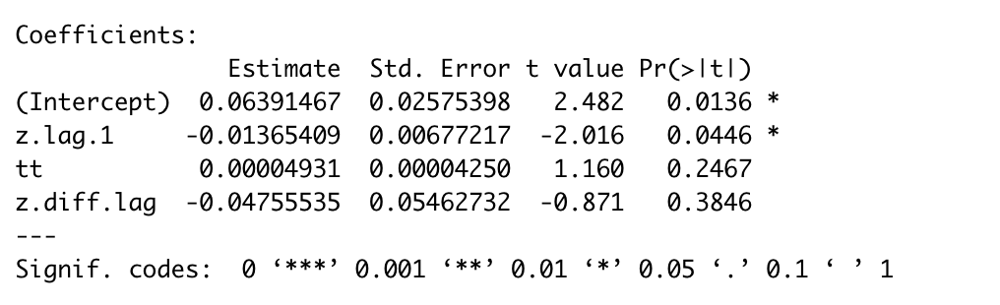 Coefficients:
Estimate Std. Error t value Pr(>|t|)
(Intercept) 0.06391467 0.02575398 2.482 0.0136 *
z.lag.1 -0.01365409 0.00677217 -2.016 0.0446 *
tt 0.00004931 0.00004250 1.160 0.2467
z.diff.lag -0.04755535 0.05462732 -0.871 0.3846
---
Signif. codes: 0 ‘***’ 0.001 ‘**’ 0.01 ‘*’ 0.05 ‘.’ 0.1 ‘ ’ 1